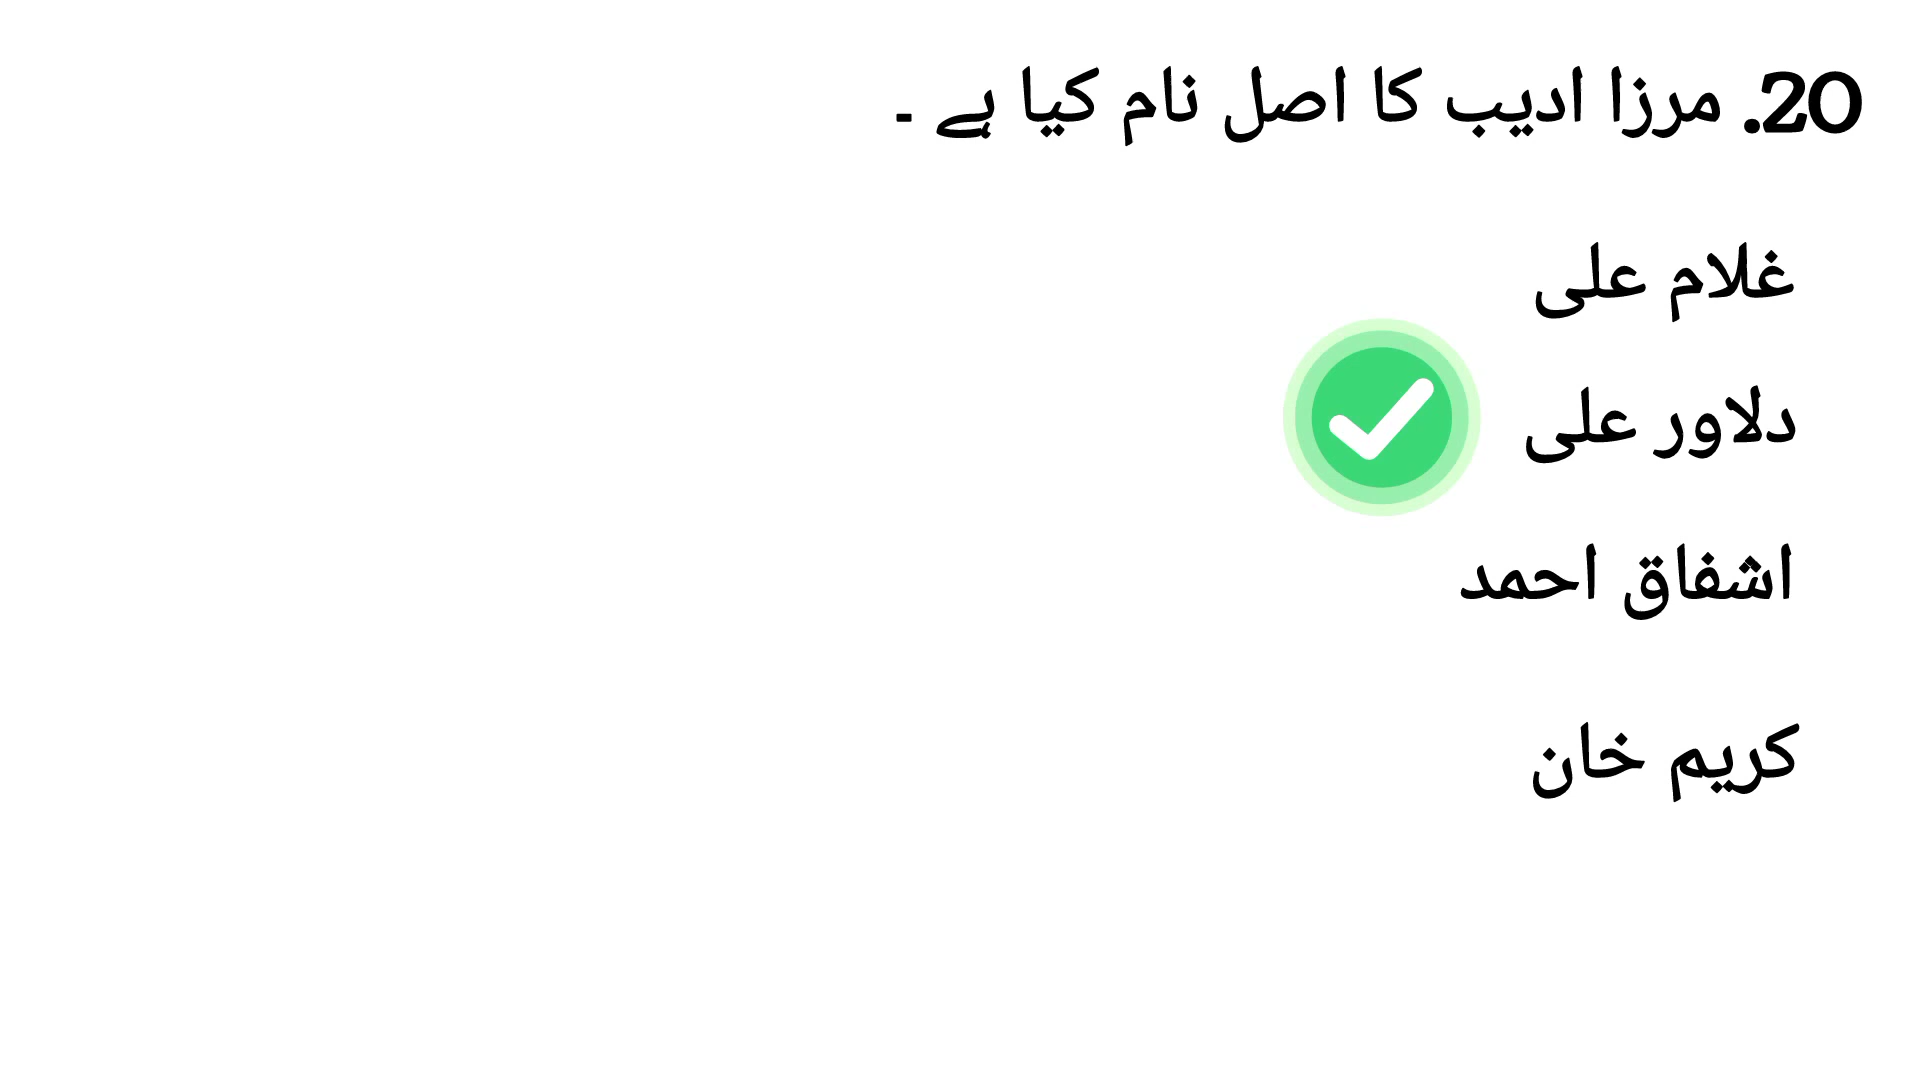 20. مرزا ادیب کا اصل نام کیا ہے ۔
غلام علی
دلاور علی
اشفاق احمد
کریم خان